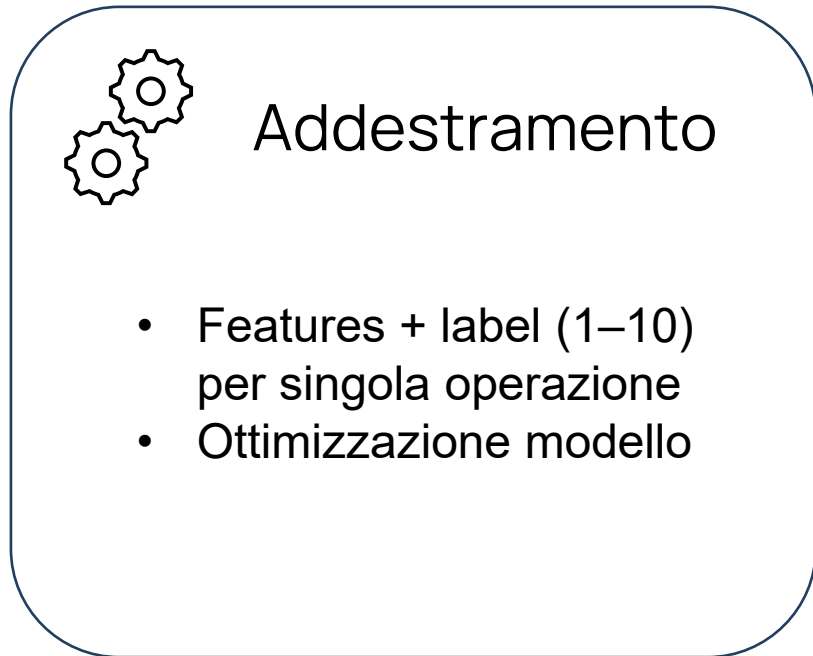 Addestramento
• Features + label (1–10)
per singola operazione
• Ottimizzazione modello